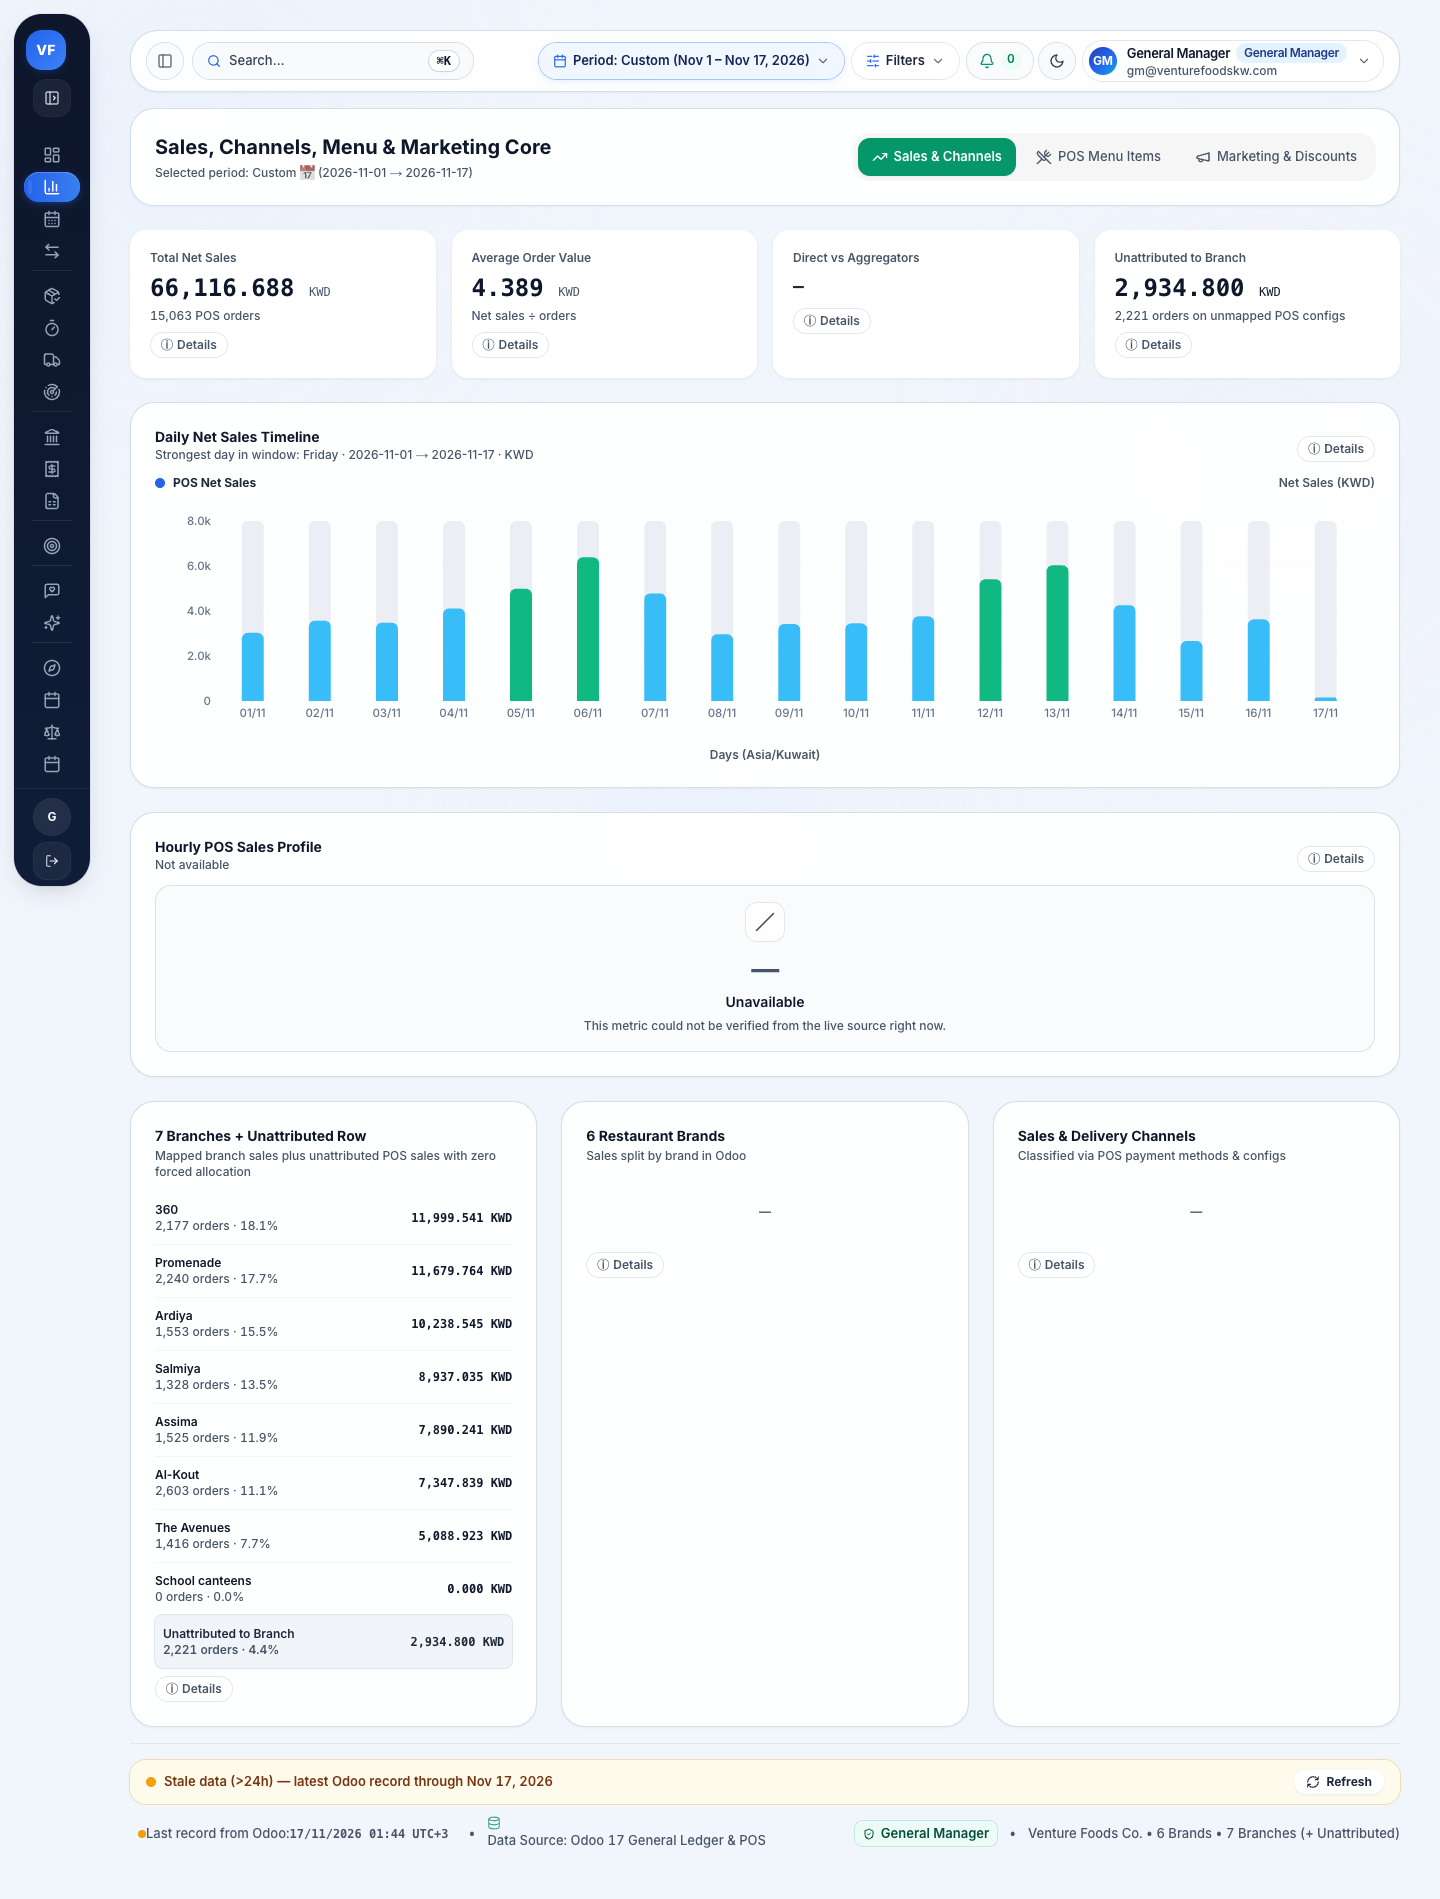 VF
Search...
⌘K
Period: Custom (Nov 1 – Nov 17, 2026)
Filters
0
GM
General Manager
General Manager
gm@venturefoodskw.com
Sales, Channels, Menu & Marketing Core
Selected period: Custom 📅 (2026-11-01 → 2026-11-17)
Sales & Channels
POS Menu Items
Marketing & Discounts
Total Net Sales
66,116.688 KWD
15,063 POS orders
ⓘ Details
Average Order Value
4.389 KWD
Net sales ÷ orders
ⓘ Details
Direct vs Aggregators
—
ⓘ Details
Unattributed to Branch
2,934.800 KWD
2,221 orders on unmapped POS configs
ⓘ Details
Daily Net Sales Timeline
Strongest day in window: Friday · 2026-11-01 → 2026-11-17 · KWD
ⓘ Details
POS Net Sales
Net Sales (KWD)
8.0k
6.0k
4.0k
2.0k
0
01/11 02/11 03/11 04/11 05/11 06/11 07/11 08/11 09/11 10/11 11/11 12/11 13/11 14/11 15/11 16/11 17/11
Days (Asia/Kuwait)
Hourly POS Sales Profile
Not available
ⓘ Details
—
Unavailable
This metric could not be verified from the live source right now.
7 Branches + Unattributed Row
Mapped branch sales plus unattributed POS sales with zero
forced allocation
360
2,177 orders · 18.1%
11,999.541 KWD
Promenade
2,240 orders · 17.7%
11,679.764 KWD
Ardiya
1,553 orders · 15.5%
10,238.545 KWD
Salmiya
1,328 orders · 13.5%
8,937.035 KWD
Assima
1,525 orders · 11.9%
7,890.241 KWD
Al-Kout
2,603 orders · 11.1%
7,347.839 KWD
The Avenues
1,416 orders · 7.7%
5,088.923 KWD
School canteens
0 orders · 0.0%
0.000 KWD
Unattributed to Branch
2,221 orders · 4.4%
2,934.800 KWD
ⓘ Details
6 Restaurant Brands
Sales split by brand in Odoo
—
ⓘ Details
Sales & Delivery Channels
Classified via POS payment methods & configs
—
ⓘ Details
G
Stale data (>24h) — latest Odoo record through Nov 17, 2026
Refresh
Last record from Odoo:17/11/2026 01:44 UTC+3
•
Data Source: Odoo 17 General Ledger & POS
General Manager
•
Venture Foods Co. • 6 Brands • 7 Branches (+ Unattributed)